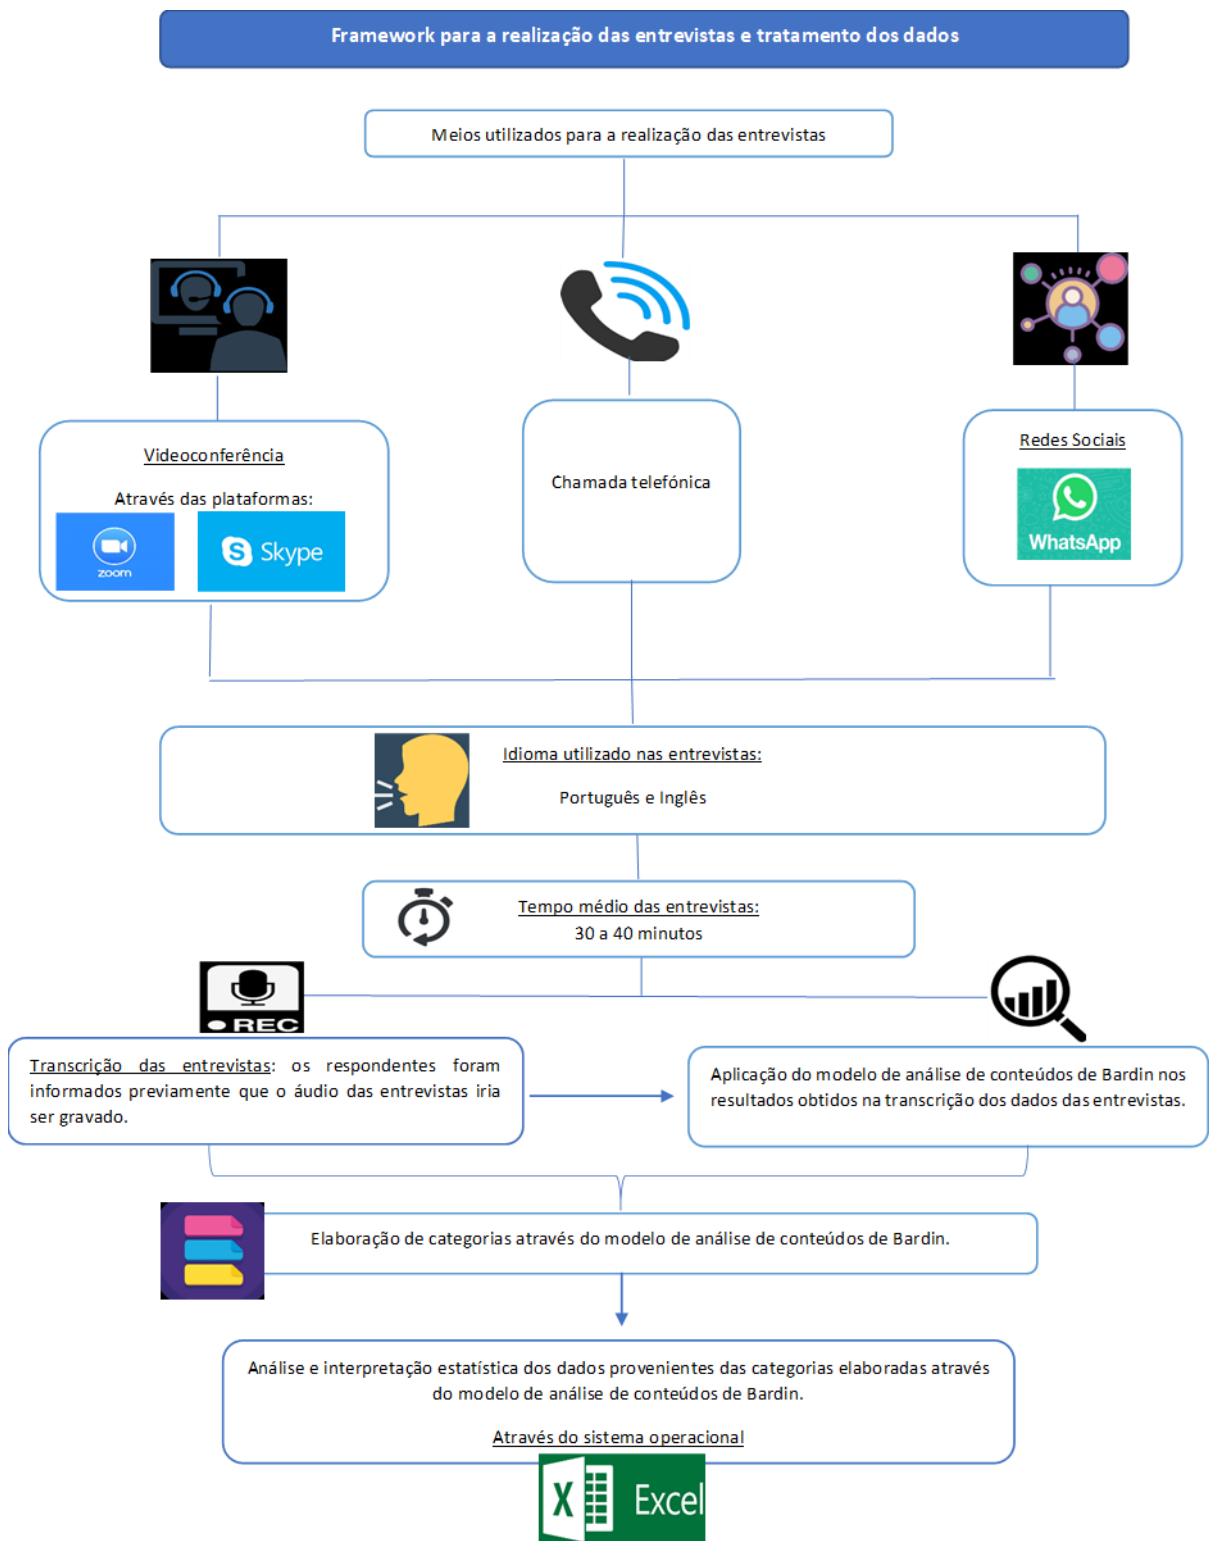 Framework para a realização das entrevistas e tratamento dos dados
Meios utilizados para a realização das entrevistas
Videoconferência
Através das plataformas:
zoom
S Skype
Chamada telefónica
Redes Sociais
WhatsApp
Idioma utilizado nas entrevistas:
Português e Inglês
Tempo médio das entrevistas:
30 a 40 minutos
REC
Transcrição das entrevistas: os respondentes foram
informados previamente que o áudio das entrevistas iria
ser gravado.
Aplicação do modelo de análise de conteúdos de Bardin nos
resultados obtidos na transcrição dos dados das entrevistas.
Elaboração de categorias através do modelo de análise de conteúdos de Bardin.
Análise e interpretação estatística dos dados provenientes das categorias elaboradas através
do modelo de análise de conteúdos de Bardin.
Através do sistema operacional
X Excel